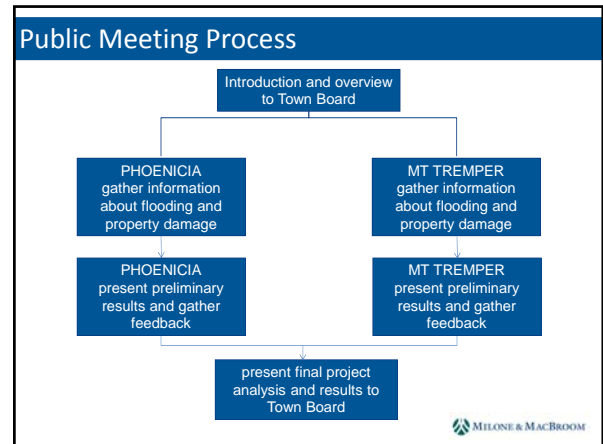 Public Meeting Process
Introduction and overview
to Town Board
PHOENICIA
gather information
about flooding and
property damage
MT TREMPER
gather information
about flooding and
property damage
PHOENICIA
present preliminary
results and gather
feedback
MT TREMPER
present preliminary
results and gather
feedback
present final project
analysis and results to
Town Board
MILONE & MACBROOM